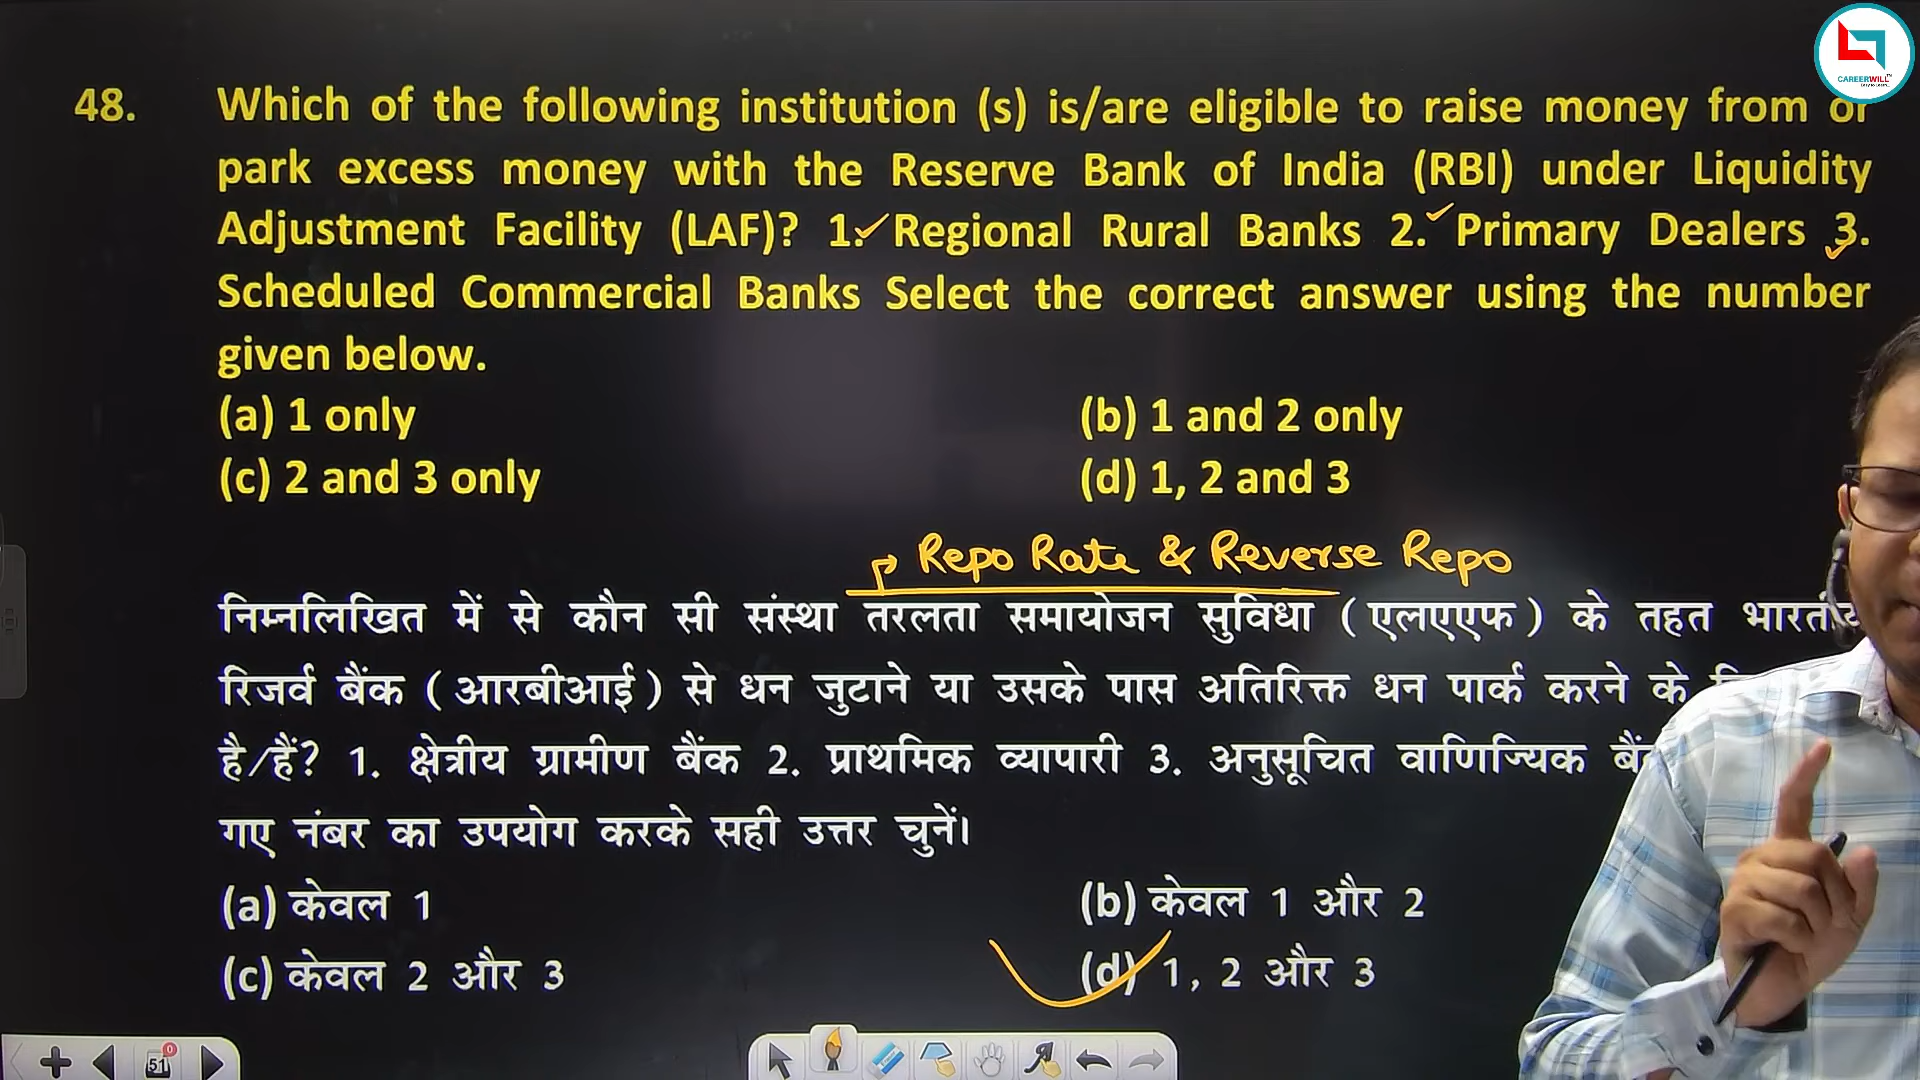 CAREERWILL
48. Which of the following institution (s) is/are eligible to raise money from or
park excess money with the Reserve Bank of India (RBI) under Liquidity
Adjustment Facility (LAF)? 1. Regional Rural Banks 2. Primary Dealers 3.
Scheduled Commercial Banks Select the correct answer using the number
given below.
(a) 1 only
(b) 1 and 2 only
(c) 2 and 3 only
(d) 1, 2 and 3
Repo Rate & Reverse Repo
निम्नलिखित में से कौन सी संस्था तरलता समायोजन सुविधा (एलएएफ) के तहत
रिजर्व बैंक (आरबीआई) से धन जुटाने या उसके पास अतिरिक्त धन पार्क करने के
है/हैं? 1. क्षेत्रीय ग्रामीण बैंक 2. प्राथमिक व्यापारी 3. अनुसूचित वाणिज्यिक
गए नंबर का उपयोग करके सही उत्तर चुनें।
(a) केवल 1
(b) केवल 1 और 2
(c) केवल 2 और 3
(d) 1, 2 और 3
51
0